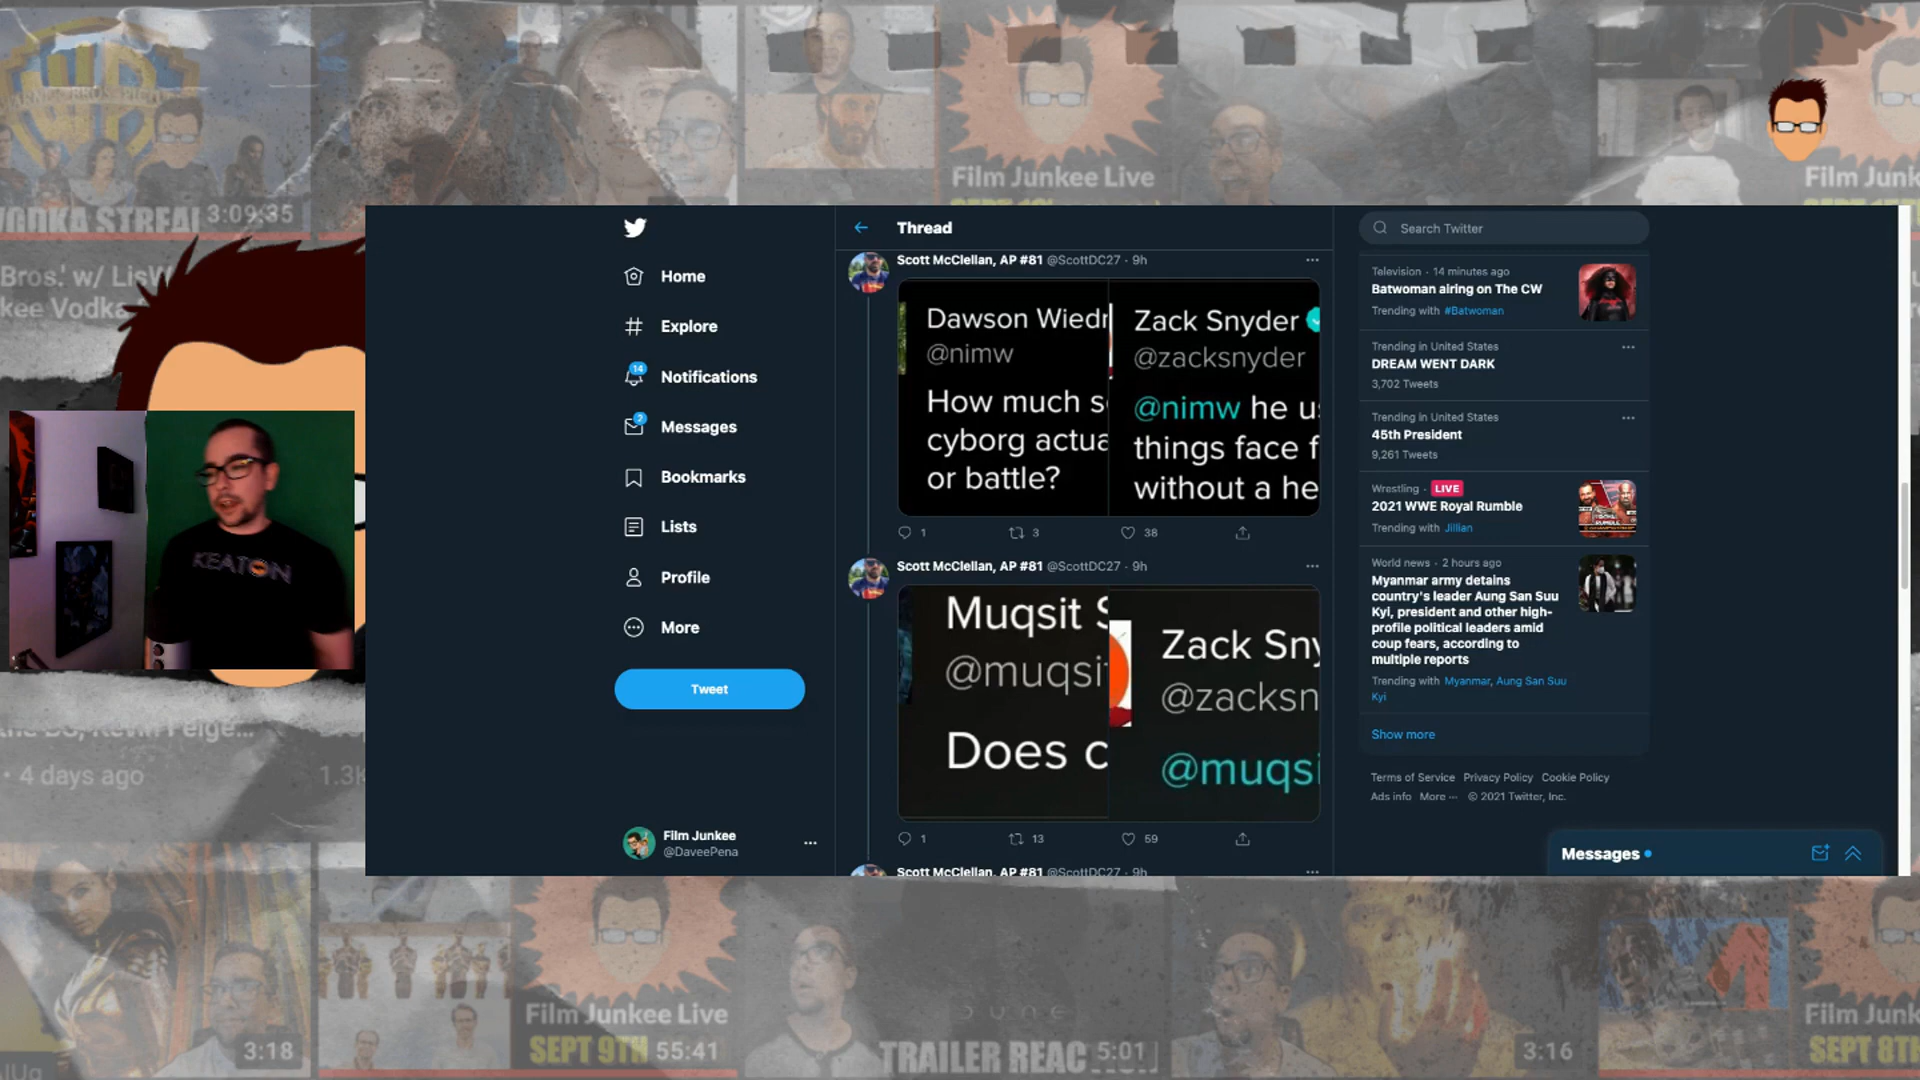 VODKA STREAM
3:09:35
Film Junkee Live
Film Junk
Bros.' w/ LisW
kee Vodka
• 4 days ago
1.3K
KEATON
Home
Explore
14
Notifications
2
Messages
Bookmarks
Lists
Profile
More
Tweet
Film Junkee
@DaveePena
Thread
Scott McClellan, AP #81 @ScottDC27 · 9h
Dawson Wiedr
@nimw
How much s
cyborg actua
or battle?
Zack Snyder
@zacksnyder
@nimw he u
things face f
without a he
1
3
38
Scott McClellan, AP #81 @ScottDC27 · 9h
Muqsit S
@muqsi
Does c
Zack Sny
@zacksn
@muqsi
1
13
59
Scott McClellan, AP #81 @ScottDC27 · 9h
Search Twitter
Television · 14 minutes ago
Batwoman airing on The CW
Trending with #Batwoman
Trending in United States
DREAM WENT DARK
3,702 Tweets
Trending in United States
45th President
9,261 Tweets
Wrestling · LIVE
2021 WWE Royal Rumble
Trending with Jillian
World news · 2 hours ago
Myanmar army detains
country's leader Aung San Suu
Kyi, president and other high-
profile political leaders amid
coup fears, according to
multiple reports
Trending with Myanmar, Aung San Suu
Kyi
Show more
Terms of Service Privacy Policy Cookie Policy
Ads info More ··· © 2021 Twitter, Inc.
Messages
3:18
Film Junkee Live
SEPT 9TH 55:41
DUNE
TRAILER REAC 5:01
3:16
Film Junk
SEPT 8TH